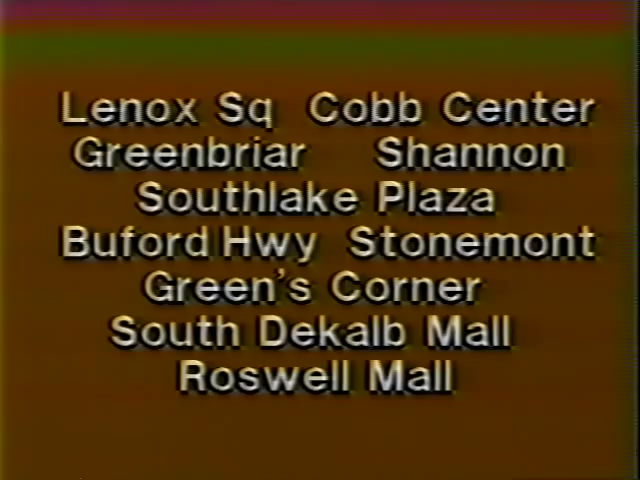 Lenox Sq Cobb Center
Greenbriar Shannon
Southlake Plaza
Buford Hwy Stonemont
Green's Corner
South Dekalb Mall
Roswell Mall